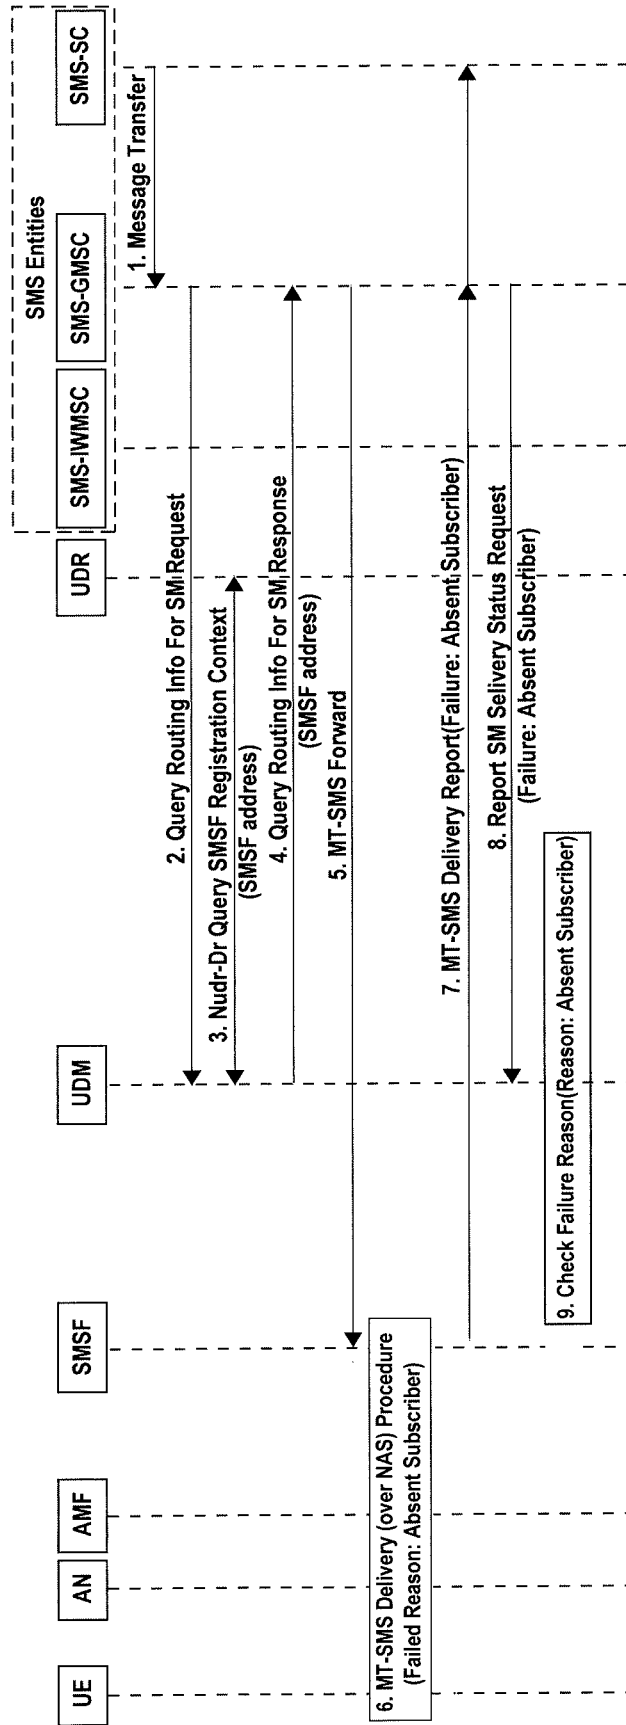 SMS Entities
UE
AN
AMF
SMSF
UDM
UDR
SMS-IWMSC
SMS-GMSC
SMS-SC
1. Message Transfer
2. Query Routing Info For SM Request
3. Nudr-Dr Query SMSF Registration Context
(SMSF address)
4. Query Routing Info For SM Response
(SMSF address)
5. MT-SMS Forward
6. MT-SMS Delivery (over NAS) Procedure
(Failed Reason: Absent Subscriber)
7. MT-SMS Delivery Report(Failure: Absent Subscriber)
8. Report SM Selivery Status Request
(Failure: Absent Subscriber)
9. Check Failure Reason(Reason: Absent Subscriber)